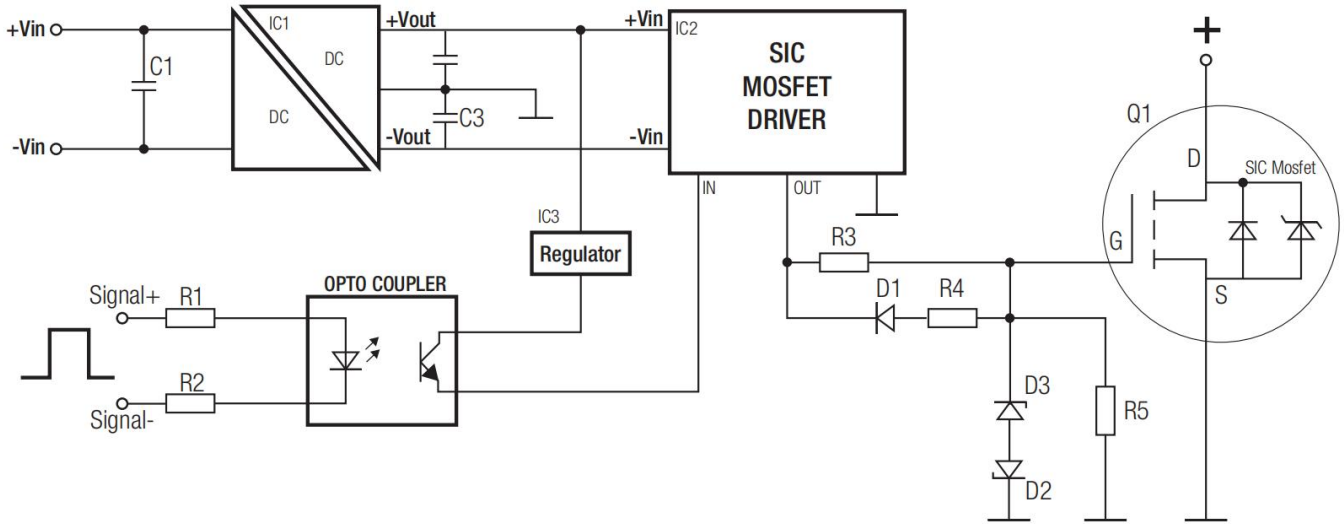 +Vin
-Vin
C1
IC1
DC
DC
+Vout
-Vout
C3
+Vin
-Vin
IC2
SIC
MOSFET
DRIVER
IN
OUT
IC3
Regulator
OPTO COUPLER
Signal+
R1
Signal-
R2
R3
D1
R4
D3
D2
R5
+
Q1
D
SIC Mosfet
G
S